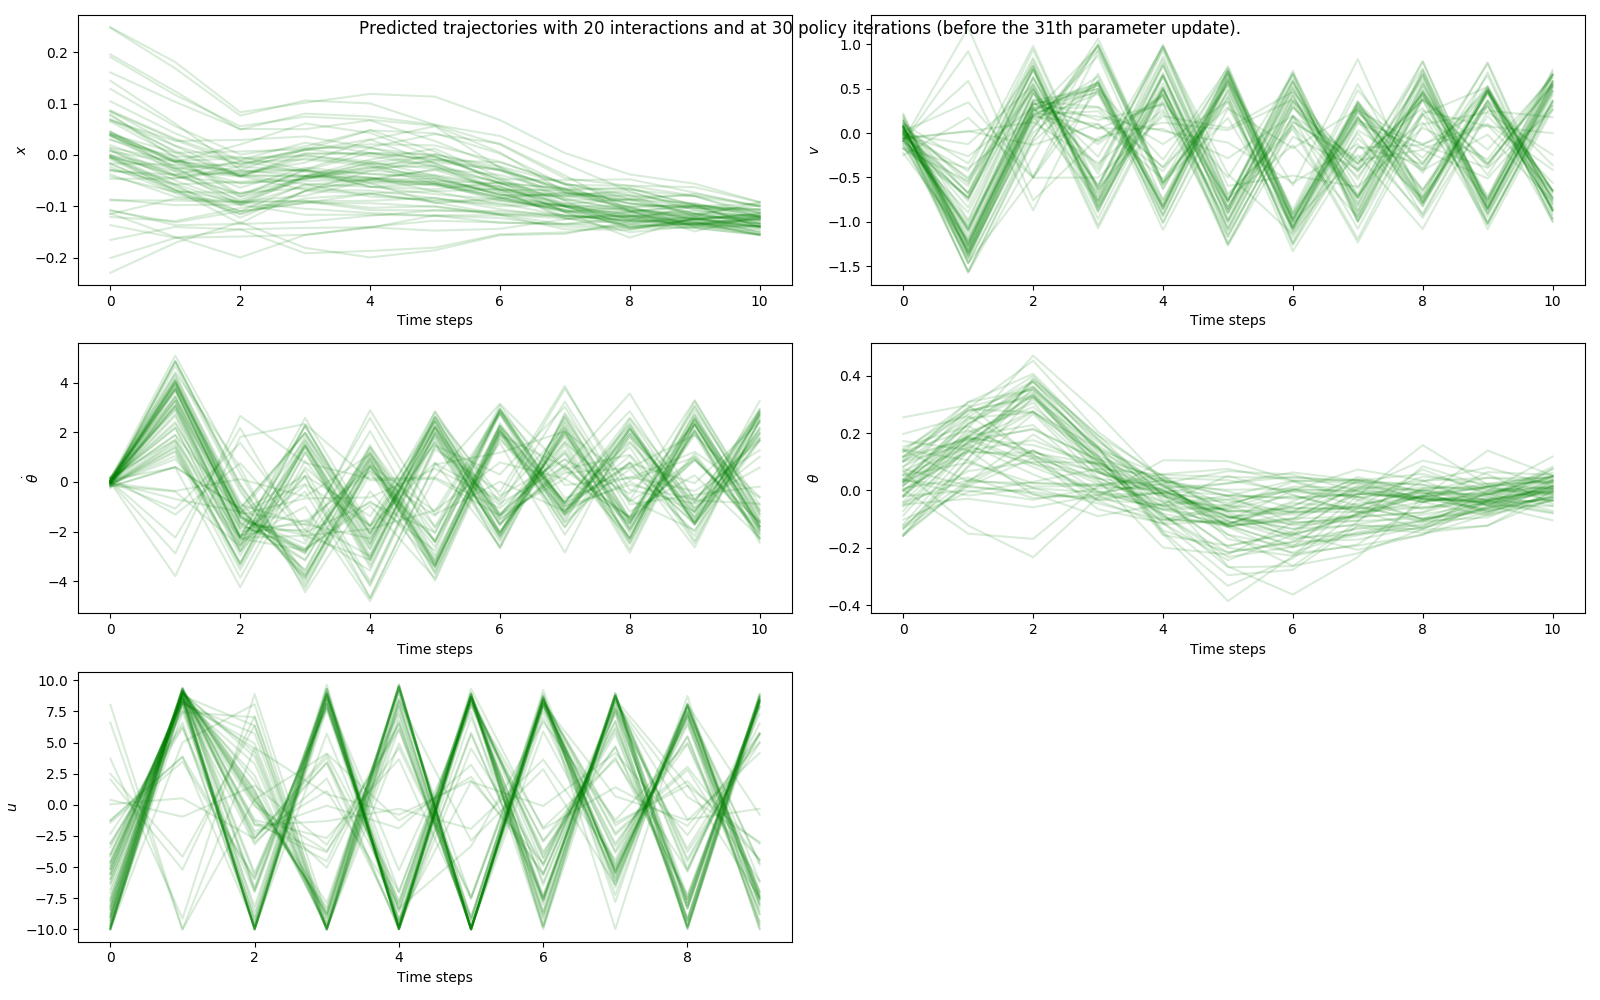 Predicted trajectories with 20 interactions and at 30 policy iterations (before the 31th parameter update).
0.2
0.1
0.0
−0.1
−0.2
x
0 2 4 6 8 10
Time steps
1.0
0.5
0.0
−0.5
−1.0
−1.5
v
0 2 4 6 8 10
Time steps
4
2
0
−2
−4
θ̇
0 2 4 6 8 10
Time steps
0.4
0.2
0.0
−0.2
−0.4
θ
0 2 4 6 8 10
Time steps
10.0
7.5
5.0
2.5
0.0
−2.5
−5.0
−7.5
−10.0
u
0 2 4 6 8
Time steps